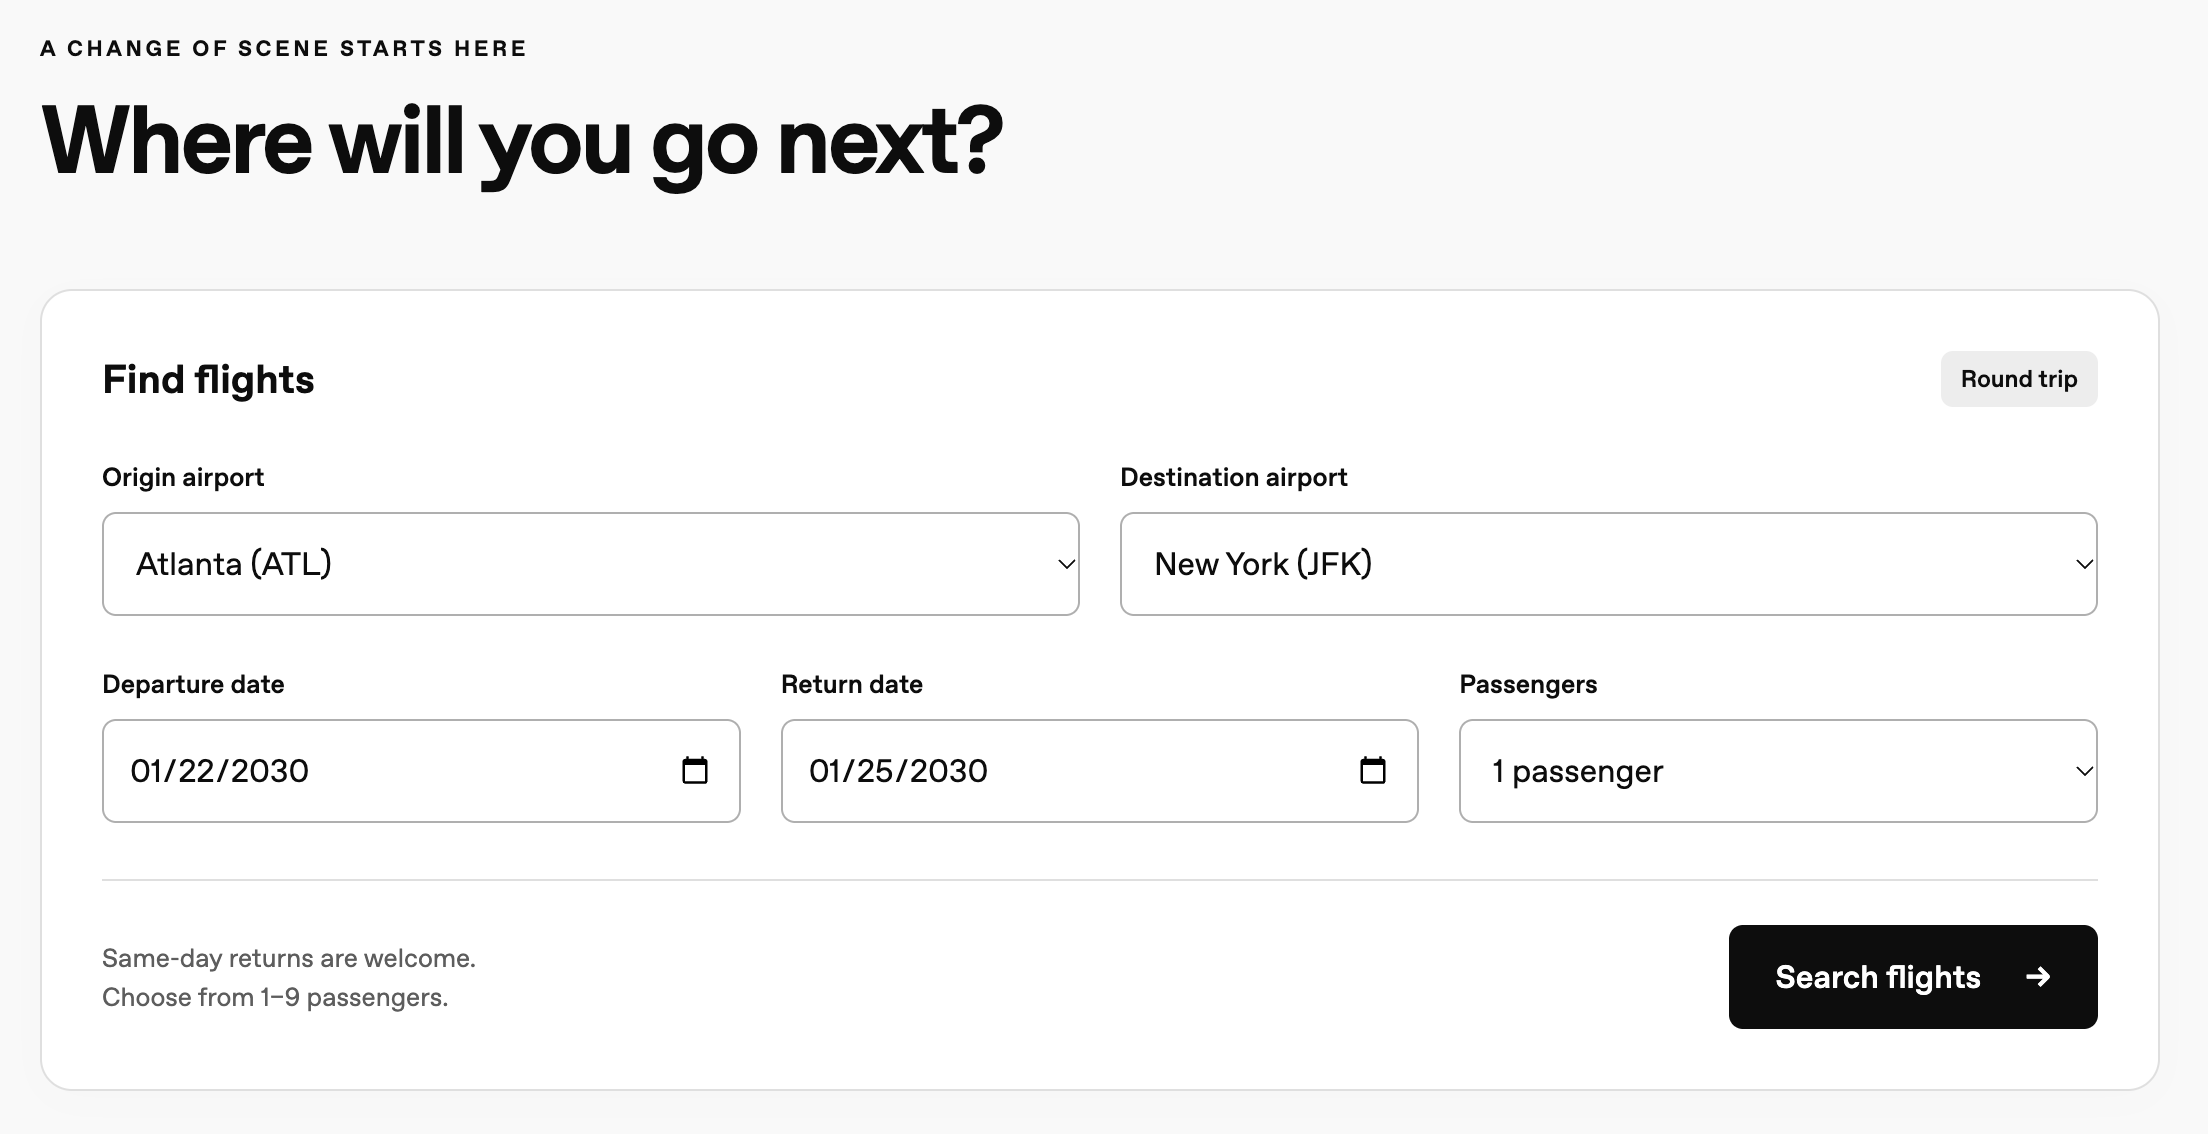 A CHANGE OF SCENE STARTS HERE
Where will you go next?
Find flights
Round trip
Origin airport
Destination airport
Atlanta (ATL)
New York (JFK)
Departure date
Return date
Passengers
01/22/2030
01/25/2030
1 passenger
Same-day returns are welcome.
Choose from 1–9 passengers.
Search flights →